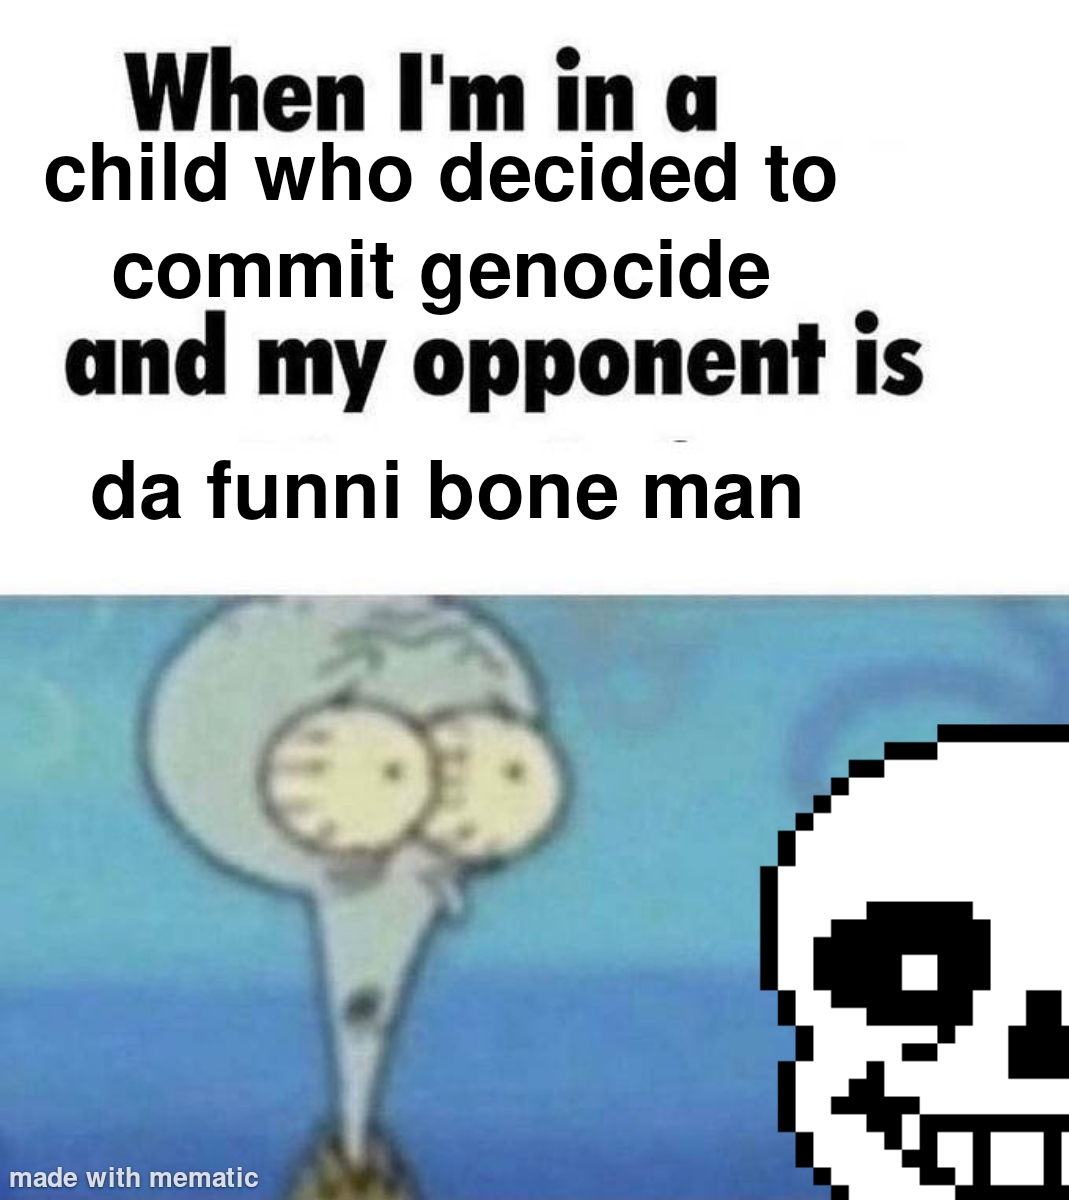 When I'm in a
child who decided to
commit genocide
and my opponent is
da funni bone man
made with mematic